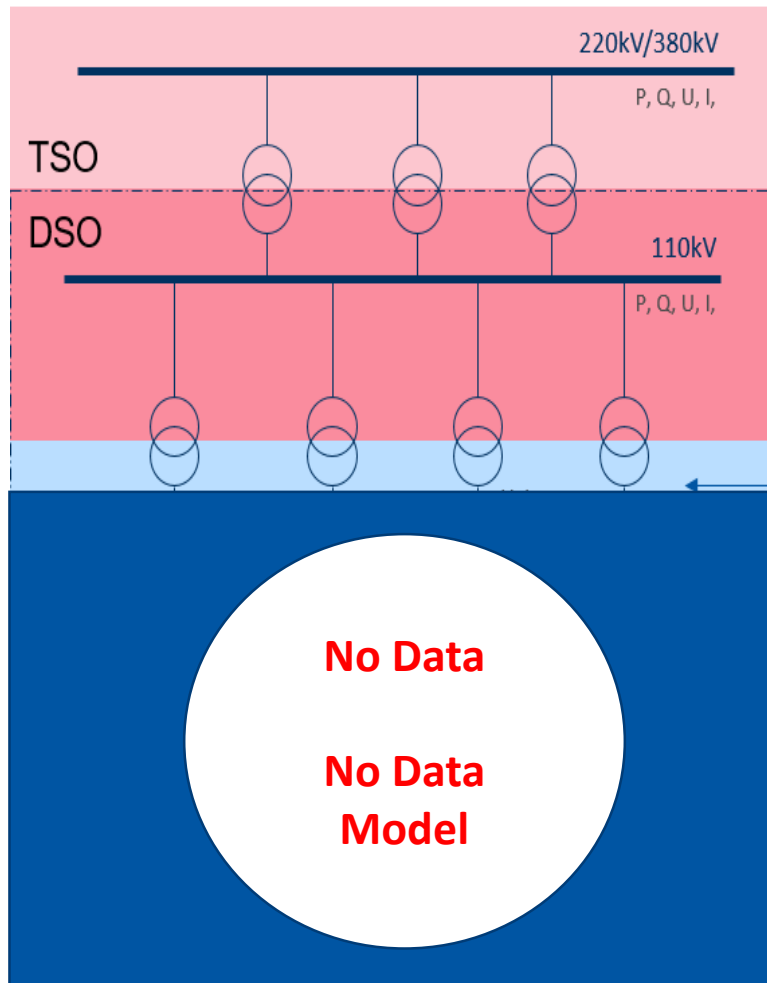 220kV/380kV
P, Q, U, I,
TSO
DSO
110kV
P, Q, U, I,
No Data
No Data
Model